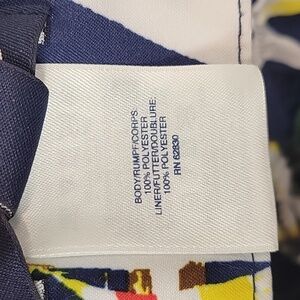 BODY/RUMPF/CORPS.
100% POLYESTER
LINER/FUTTER/DOUBLURE.
100% POLYESTER
RN 62830